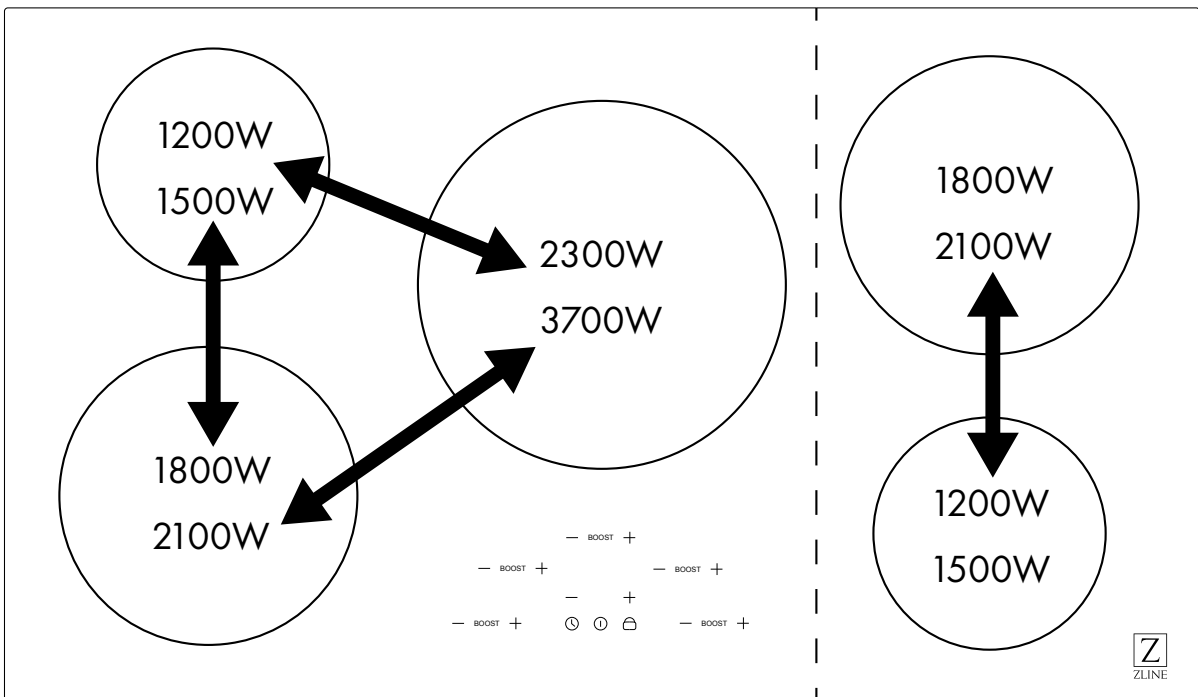 1200W
1500W
2300W
3700W
1800W
2100W
1800W
2100W
1200W
1500W
− BOOST +
− BOOST +
− BOOST +
− +
− BOOST +
− BOOST +
Z
ZLINE